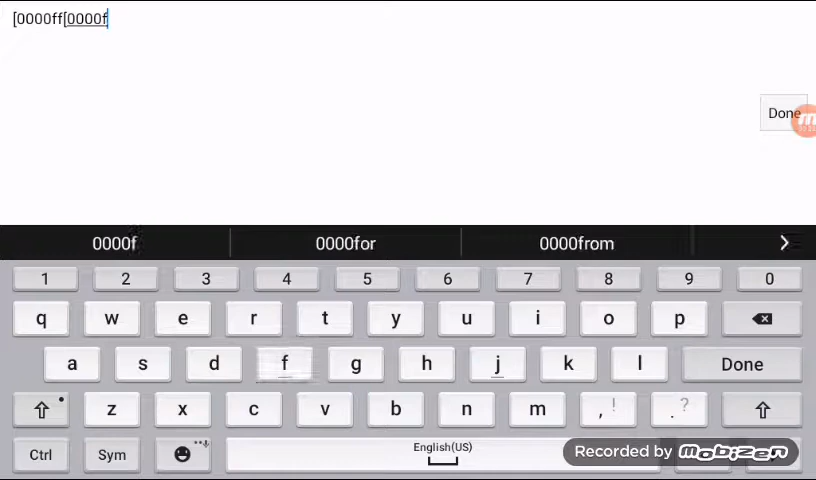 [0000ff[0000f
Done
0000f 0000for 0000from >
1 2 3 4 5 6 7 8 9 0
q w e r t y u i o p
a s d f g h j k l Done
z x c v b n m , ! . ?
Ctrl Sym English(US)
Recorded by Mobizen